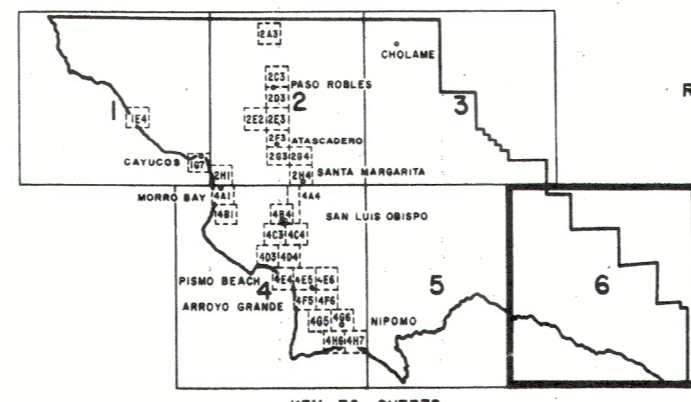 2A3
CHOLAME
2C3
PASO ROBLES
2D3
1
2
3
1E4
2E2 2E3
2F3
ATASCADERO
2G3 2G4
CAYUCOS
1G7
2H1
2H4
SANTA MARGARITA
MORRO BAY
4A1
4A4
4B1
4B4
SAN LUIS OBISPO
4C3 4C4
4D3 4D4
PISMO BEACH
4E4 4E5 4E6
4
5
6
ARROYO GRANDE
4F5 4F6
4G5 4G6
NIPOMO
4H6 4H7
R